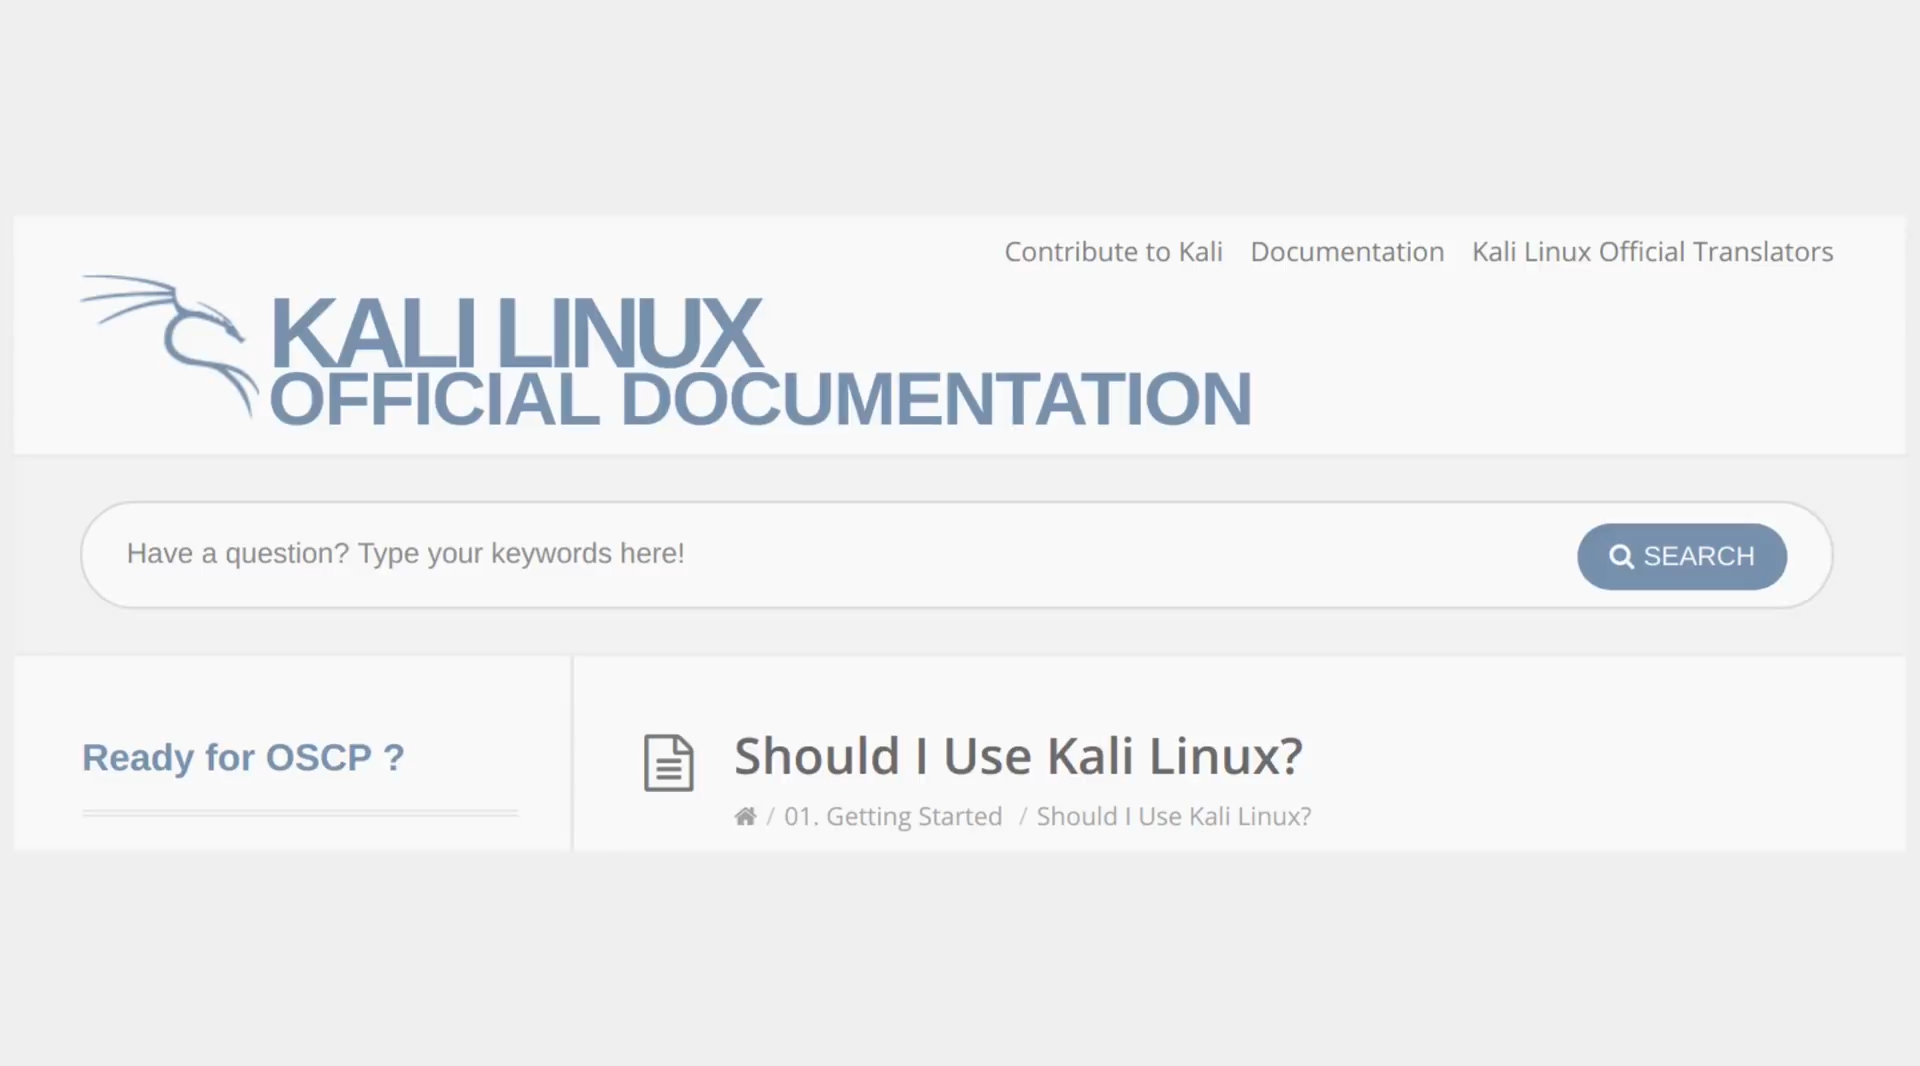 Contribute to Kali Documentation Kali Linux Official Translators
KALI LINUX
OFFICIAL DOCUMENTATION
Have a question? Type your keywords here!
SEARCH
Ready for OSCP ?
Should I Use Kali Linux?
/ 01. Getting Started / Should I Use Kali Linux?